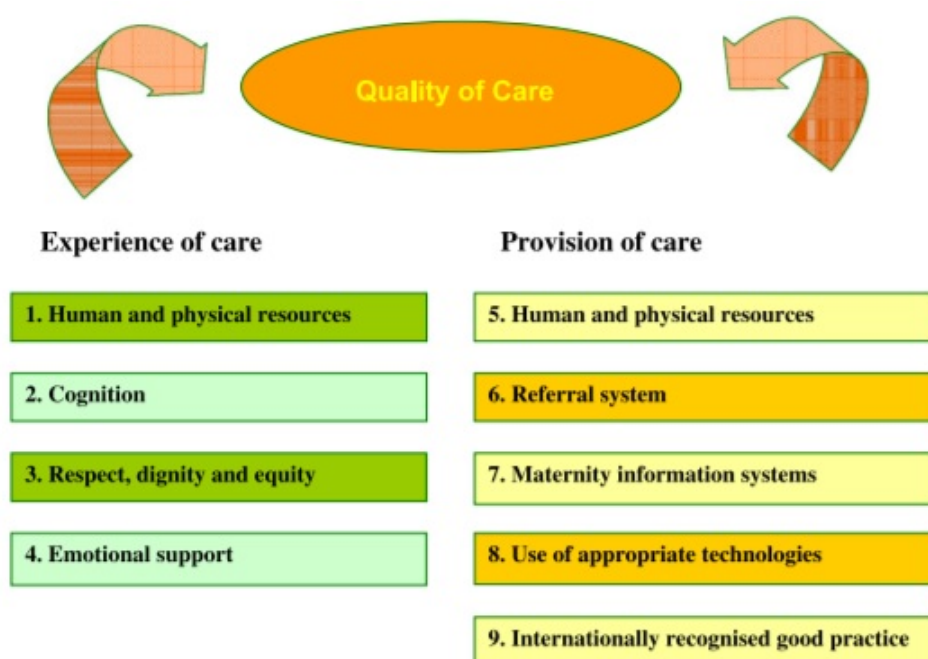 Quality of Care
Experience of care
1. Human and physical resources
2. Cognition
3. Respect, dignity and equity
4. Emotional support
Provision of care
5. Human and physical resources
6. Referral system
7. Maternity information systems
8. Use of appropriate technologies
9. Internationally recognised good practice